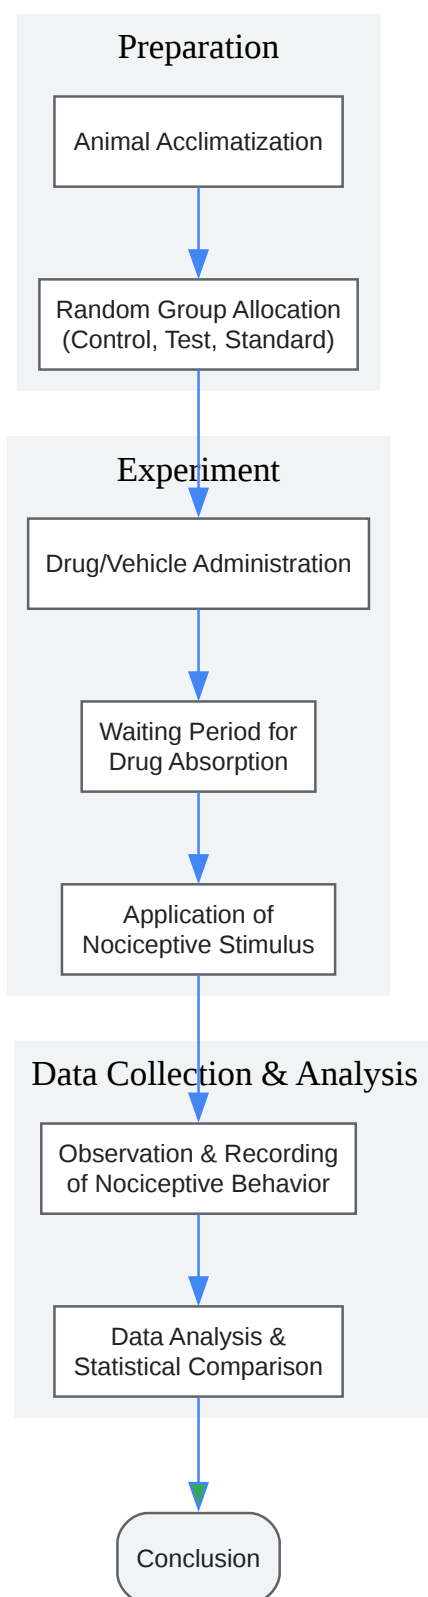 Preparation
Animal Acclimatization
Random Group Allocation
(Control, Test, Standard)
Experiment
Drug/Vehicle Administration
Waiting Period for
Drug Absorption
Application of
Nociceptive Stimulus
Data Collection & Analysis
Observation & Recording
of Nociceptive Behavior
Data Analysis &
Statistical Comparison
Conclusion